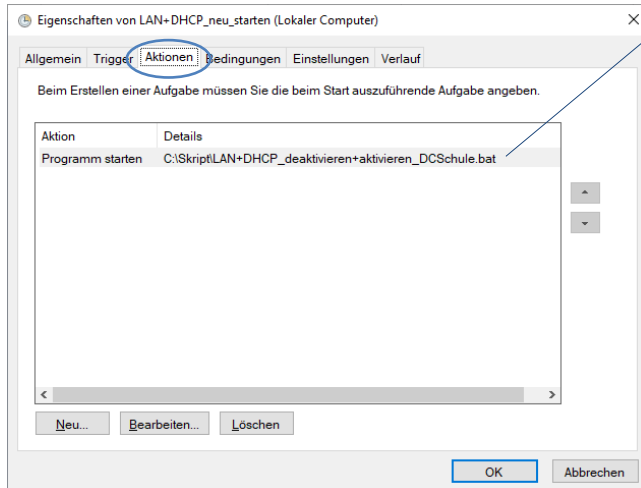 Eigenschaften von LAN+DHCP_neu_starten (Lokaler Computer)
Allgemein Trigger Aktionen Bedingungen Einstellungen Verlauf
Beim Erstellen einer Aufgabe müssen Sie die beim Start auszuführende Aufgabe angeben.
Aktion Details
Programm starten C:\Skript\LAN+DHCP_deaktivieren+aktivieren_DCSchule.bat
Neu... Bearbeiten... Löschen
OK Abbrechen